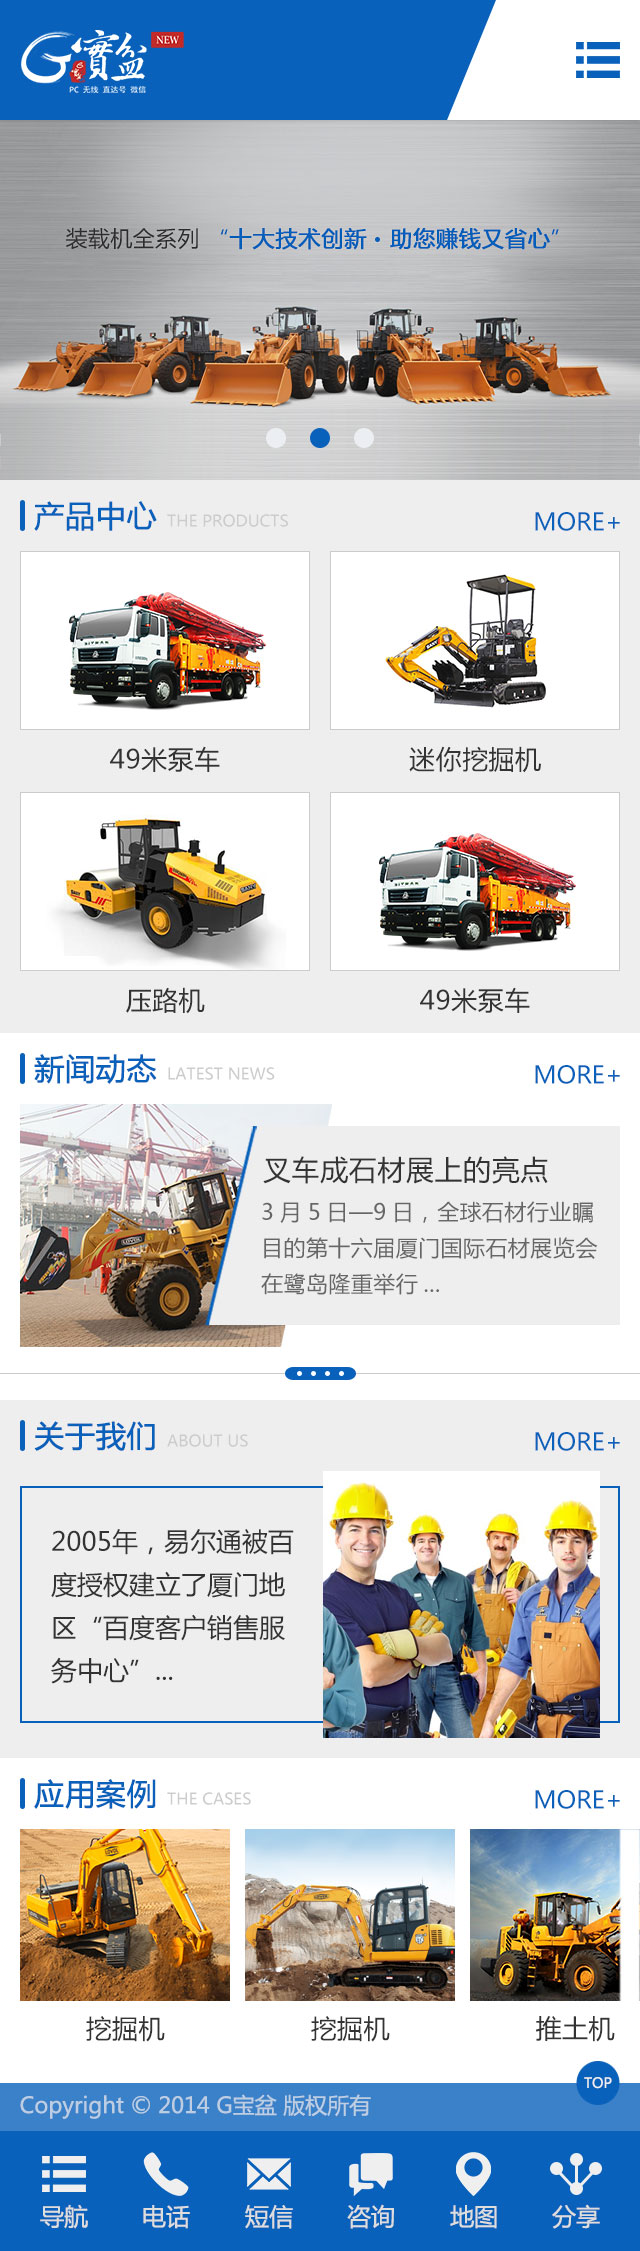 G宝盆 NEW
PC 无线 直达号 微信
装载机全系列 “十大技术创新·助您赚钱又省心”
产品中心 THE PRODUCTS MORE+
SITRAK
49米泵车 迷你挖掘机
SANY
压路机 49米泵车
SITRAK
新闻动态 LATEST NEWS MORE+
LOVOL
叉车成石材展上的亮点
3 月 5 日—9 日，全球石材行业瞩
目的第十六届厦门国际石材展览会
在鹭岛隆重举行 ...
关于我们 ABOUT US MORE+
2005年，易尔通被百
度授权建立了厦门地
区“百度客户销售服
务中心” ...
应用案例 THE CASES MORE+
挖掘机 挖掘机 推土机
TOP
Copyright © 2014 G宝盆 版权所有
导航 电话 短信 咨询 地图 分享